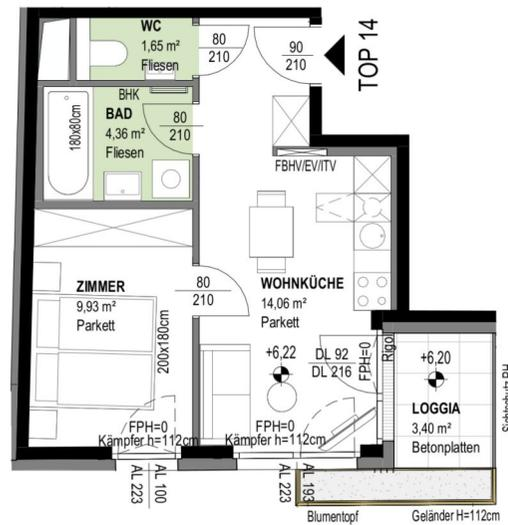 WC
1,65 m²
Fliesen
80
210
90
210
TOP 14
BHK
BAD
4,36 m²
Fliesen
180x80cm
80
210
FBHV/EV/ITV
ZIMMER
9,93 m²
Parkett
80
210
WOHNKÜCHE
14,06 m²
Parkett
200x180cm
+6,22
DL 92
DL 216
FPH=0
Rigol
+6,20
LOGGIA
3,40 m²
Betonplatten
FPH=0
Kämpfer h=112cm
FPH=0
Kämpfer h=112cm
AL 100
AL 223
AL 193
AL 223
Blumentopf
Geländer H=112cm